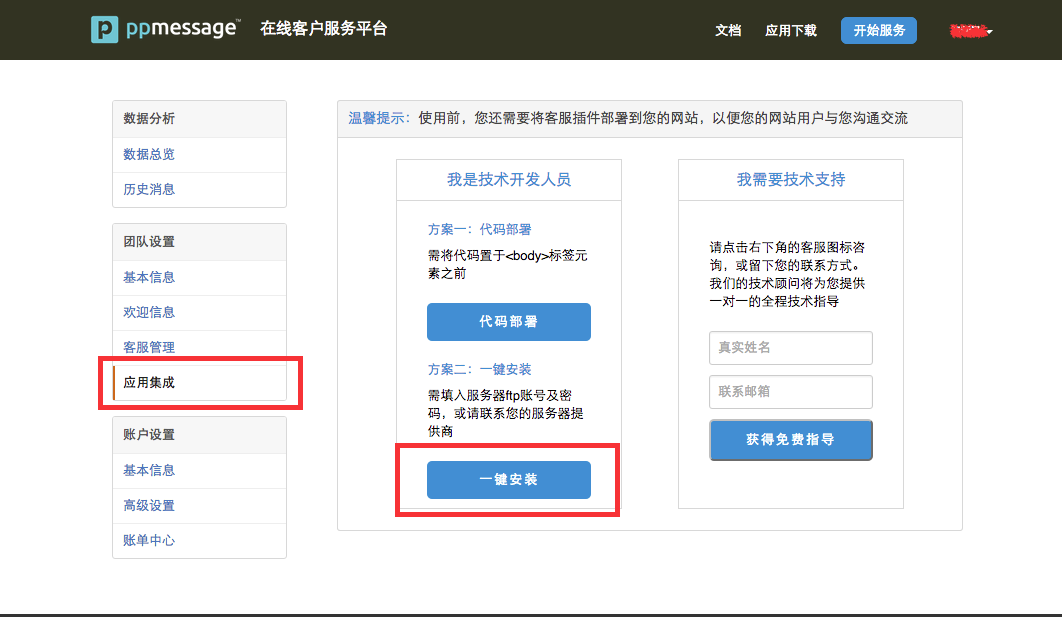 ppmessage™ 在线客户服务平台
文档 应用下载 开始服务
数据分析
数据总览
历史消息
团队设置
基本信息
欢迎信息
客服管理
应用集成
账户设置
基本信息
高级设置
账单中心
温馨提示：使用前，您还需要将客服插件部署到您的网站，以便您的网站用户与您沟通交流
我是技术开发人员
方案一：代码部署
需将代码置于<body>标签元
素之前
代码部署
方案二：一键安装
需填入服务器ftp账号及密
码，或请联系您的服务器提
供商
一键安装
我需要技术支持
请点击右下角的客服图标咨
询，或留下您的联系方式。
我们的技术顾问将为您提供
一对一的全程技术指导
真实姓名
联系邮箱
获得免费指导